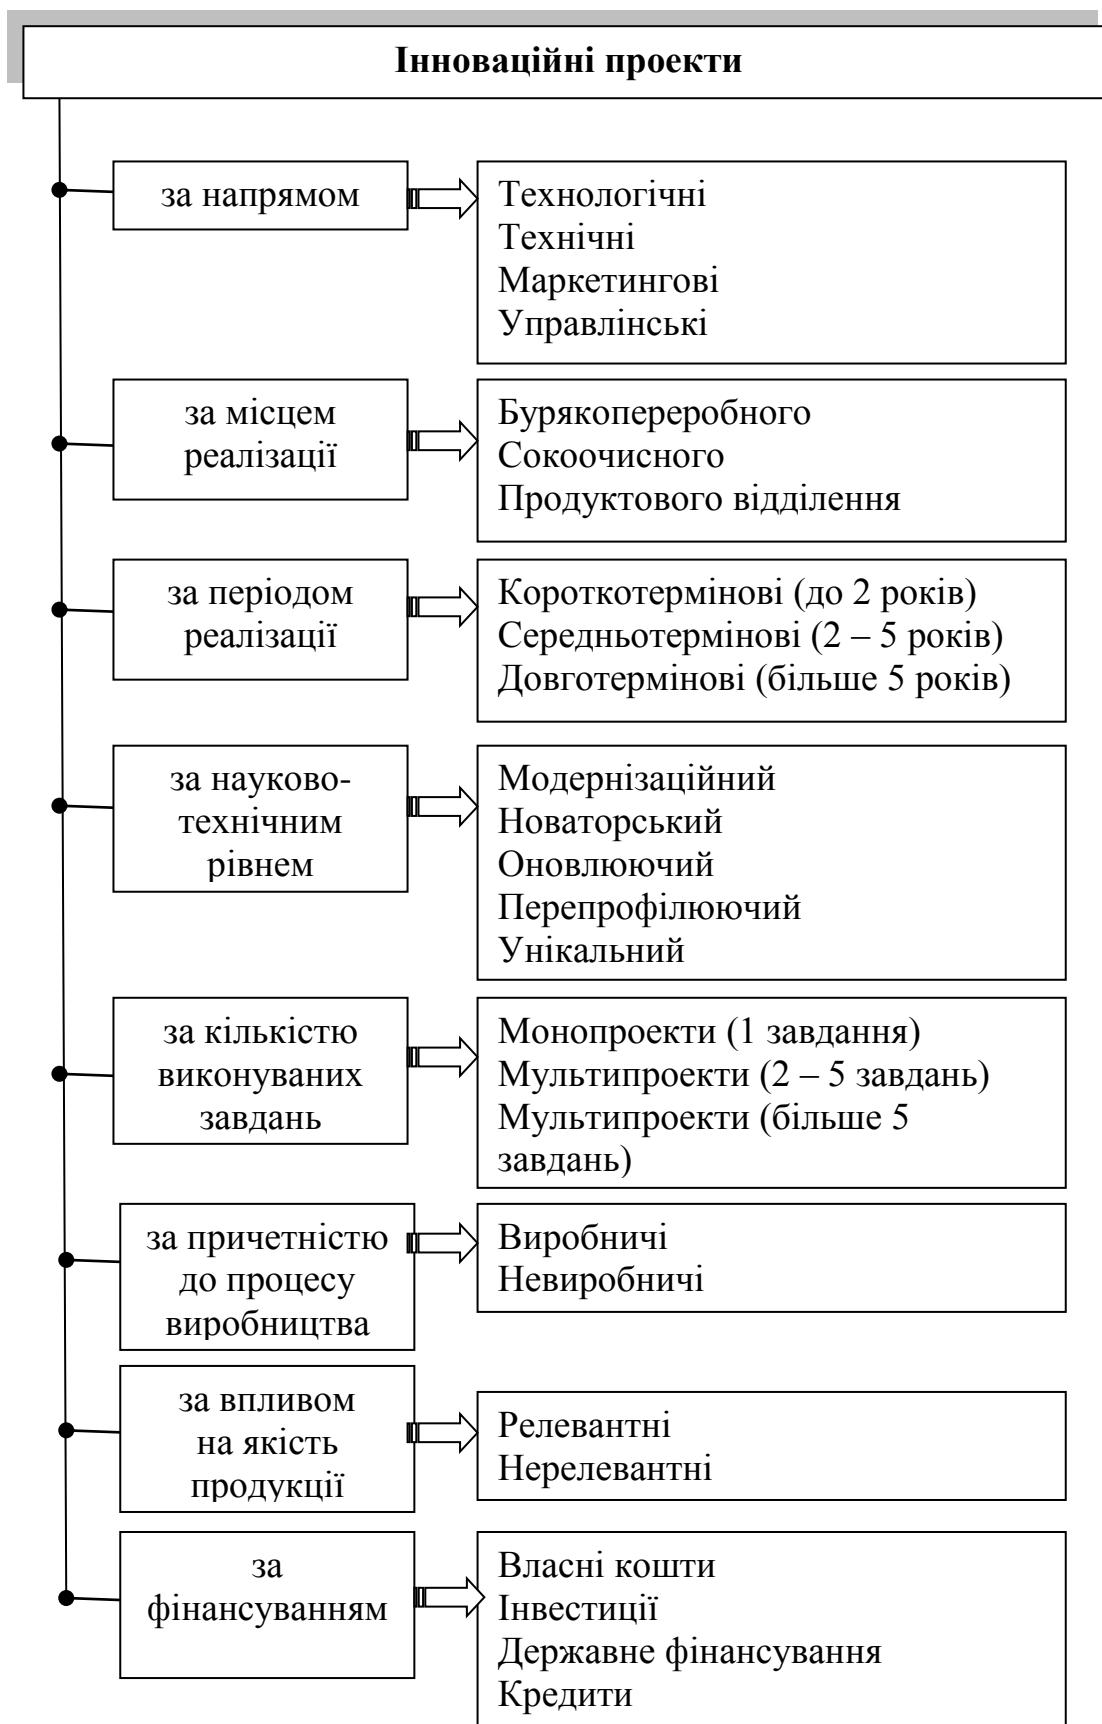 Інноваційні проекти
за напрямом
Технологічні
Технічні
Маркетингові
Управлінські
за місцем
реалізації
Бурякопереробного
Сокоочисного
Продуктового відділення
за періодом
реалізації
Короткотермінові (до 2 років)
Середньотермінові (2 – 5 років)
Довготермінові (більше 5 років)
за науково-
технічним
рівнем
Модернізаційний
Новаторський
Оновлюючий
Перепрофілюючий
Унікальний
за кількістю
виконуваних
завдань
Монопроекти (1 завдання)
Мультипроекти (2 – 5 завдань)
Мультипроекти (більше 5
завдань)
за причетністю
до процесу
виробництва
Виробничі
Невиробничі
за впливом
на якість
продукції
Релевантні
Нерелевантні
за
фінансуванням
Власні кошти
Інвестиції
Державне фінансування
Кредити